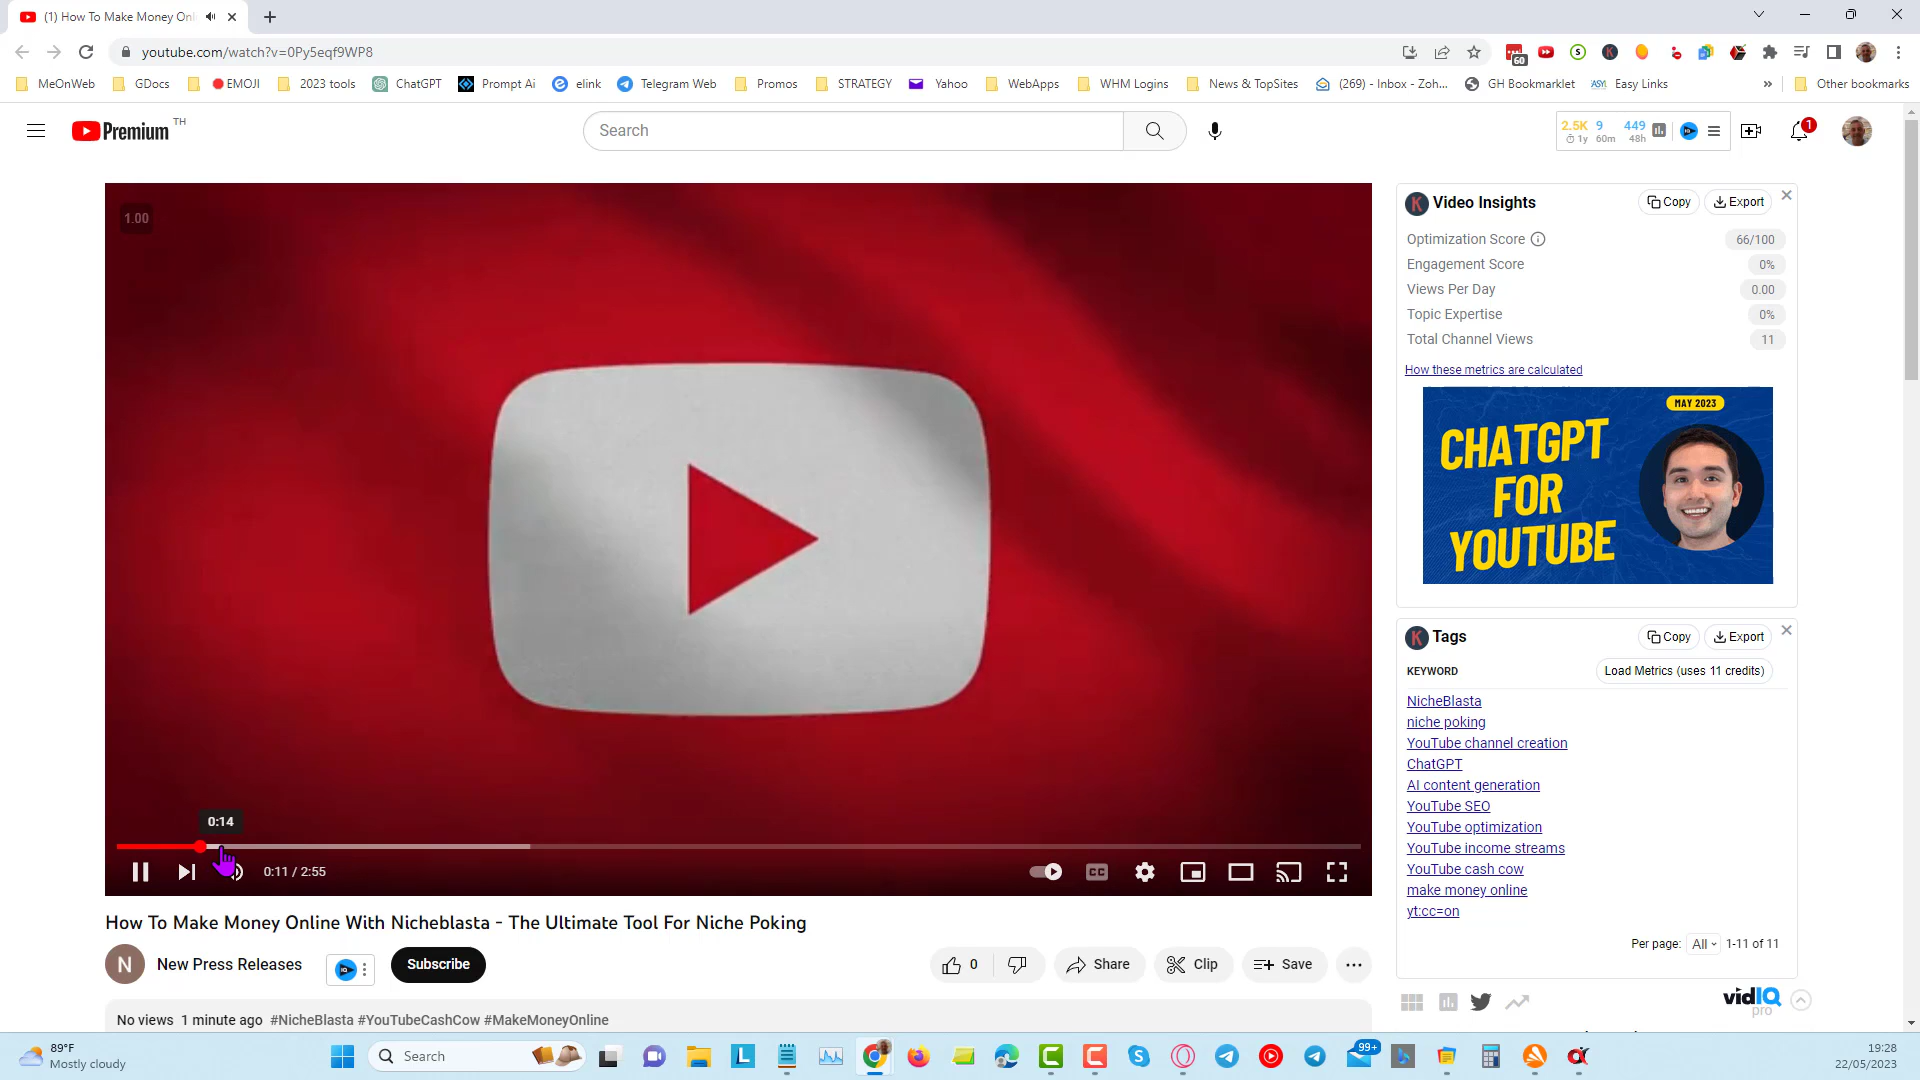 (1) How To Make Money Onl
youtube.com/watch?v=0Py5eqf9WP8
60
MeOnWeb
GDocs
EMOJI
2023 tools
ChatGPT
Prompt Ai
elink
Telegram Web
Promos
STRATEGY
Yahoo
WebApps
WHM Logins
News & TopSites
(269) - Inbox - Zoh...
GH Bookmarklet
ASY
Easy Links
»
Other bookmarks
Premium TH
Search
2.5K 9 449
1y 60m 48h
1
1.00
0:14
0:11 / 2:55
CC
How To Make Money Online With Nicheblasta - The Ultimate Tool For Niche Poking
N
New Press Releases
Subscribe
0
Share
Clip
Save
No views 1 minute ago #NicheBlasta #YouTubeCashCow #MakeMoneyOnline
K Video Insights
Copy
Export
Optimization Score 66/100
Engagement Score 0%
Views Per Day 0.00
Topic Expertise 0%
Total Channel Views 11
How these metrics are calculated
MAY 2023
CHATGPT
FOR
YOUTUBE
K Tags
Copy
Export
KEYWORD
Load Metrics (uses 11 credits)
NicheBlasta
niche poking
YouTube channel creation
ChatGPT
AI content generation
YouTube SEO
YouTube optimization
YouTube income streams
YouTube cash cow
make money online
yt:cc=on
Per page: All 1-11 of 11
vidIQ
pro
89°F
Mostly cloudy
Search
99+
19:28
22/05/2023